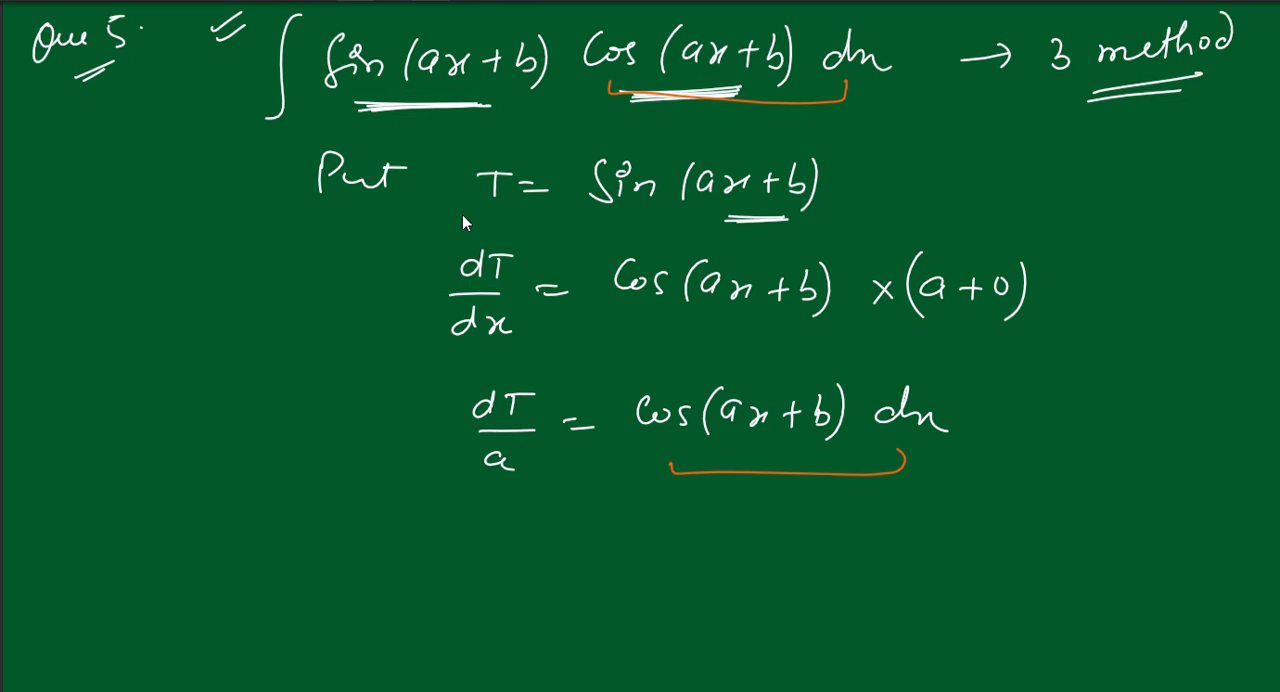 Que 5. ∫ Sin (ax+b) Cos (ax+b) dx → 3 method
Put T = Sin (ax+b)
dT/dx = Cos (ax+b) × (a+0)
dT/a = Cos (ax+b) dx